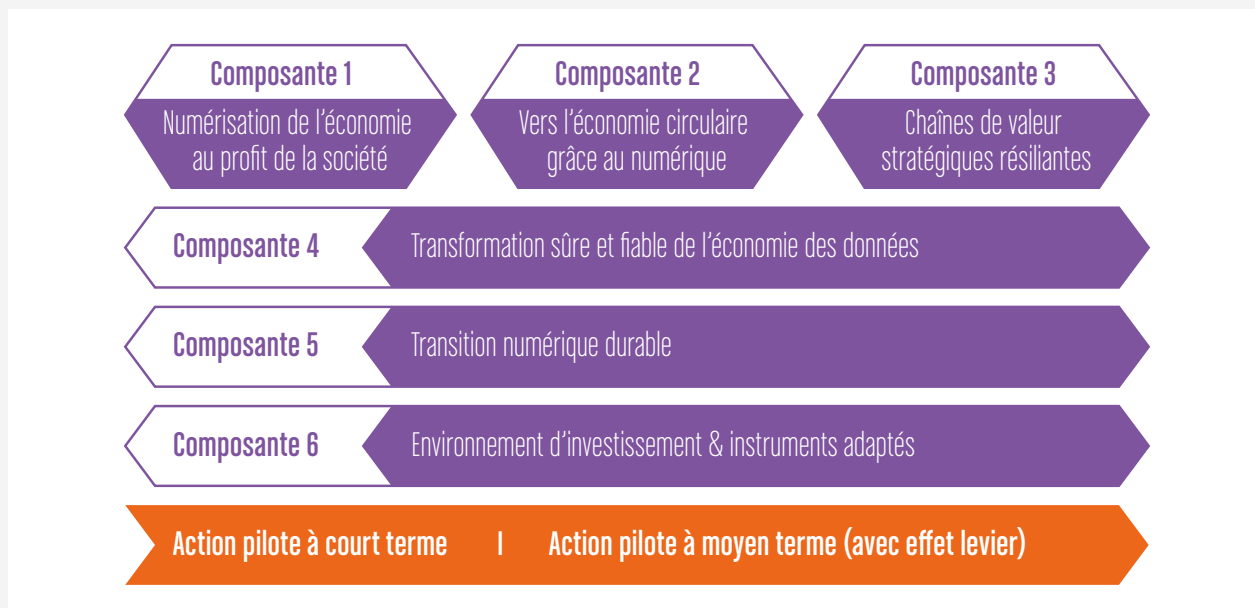 Composante 1
Numérisation de l'économie
au profit de la société
Composante 2
Vers l'économie circulaire
grâce au numérique
Composante 3
Chaînes de valeur
stratégiques résiliantes
Composante 4
Transformation sûre et fiable de l'économie des données
Composante 5
Transition numérique durable
Composante 6
Environnement d'investissement & instruments adaptés
Action pilote à court terme | Action pilote à moyen terme (avec effet levier)